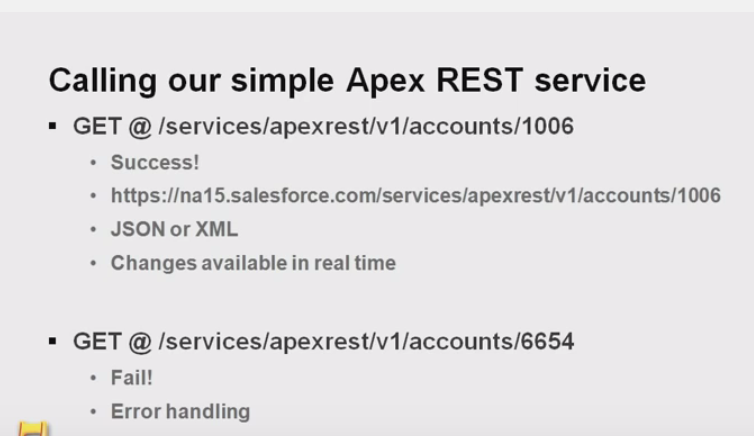 Calling our simple Apex REST service
▪ GET @ /services/apexrest/v1/accounts/1006
• Success!
• https://na15.salesforce.com/services/apexrest/v1/accounts/1006
• JSON or XML
• Changes available in real time
▪ GET @ /services/apexrest/v1/accounts/6654
• Fail!
• Error handling